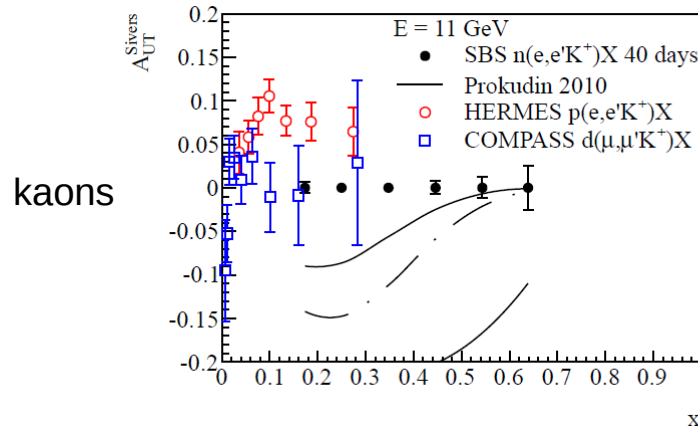 kaons
A_UT^Sivers
0.2
0.15
0.1
0.05
0
-0.05
-0.1
-0.15
-0.2
E = 11 GeV
SBS n(e,e'K⁺)X 40 days
Prokudin 2010
HERMES p(e,e'K⁺)X
COMPASS d(μ,μ'K⁺)X
0 0.1 0.2 0.3 0.4 0.5 0.6 0.7 0.8 0.9
x